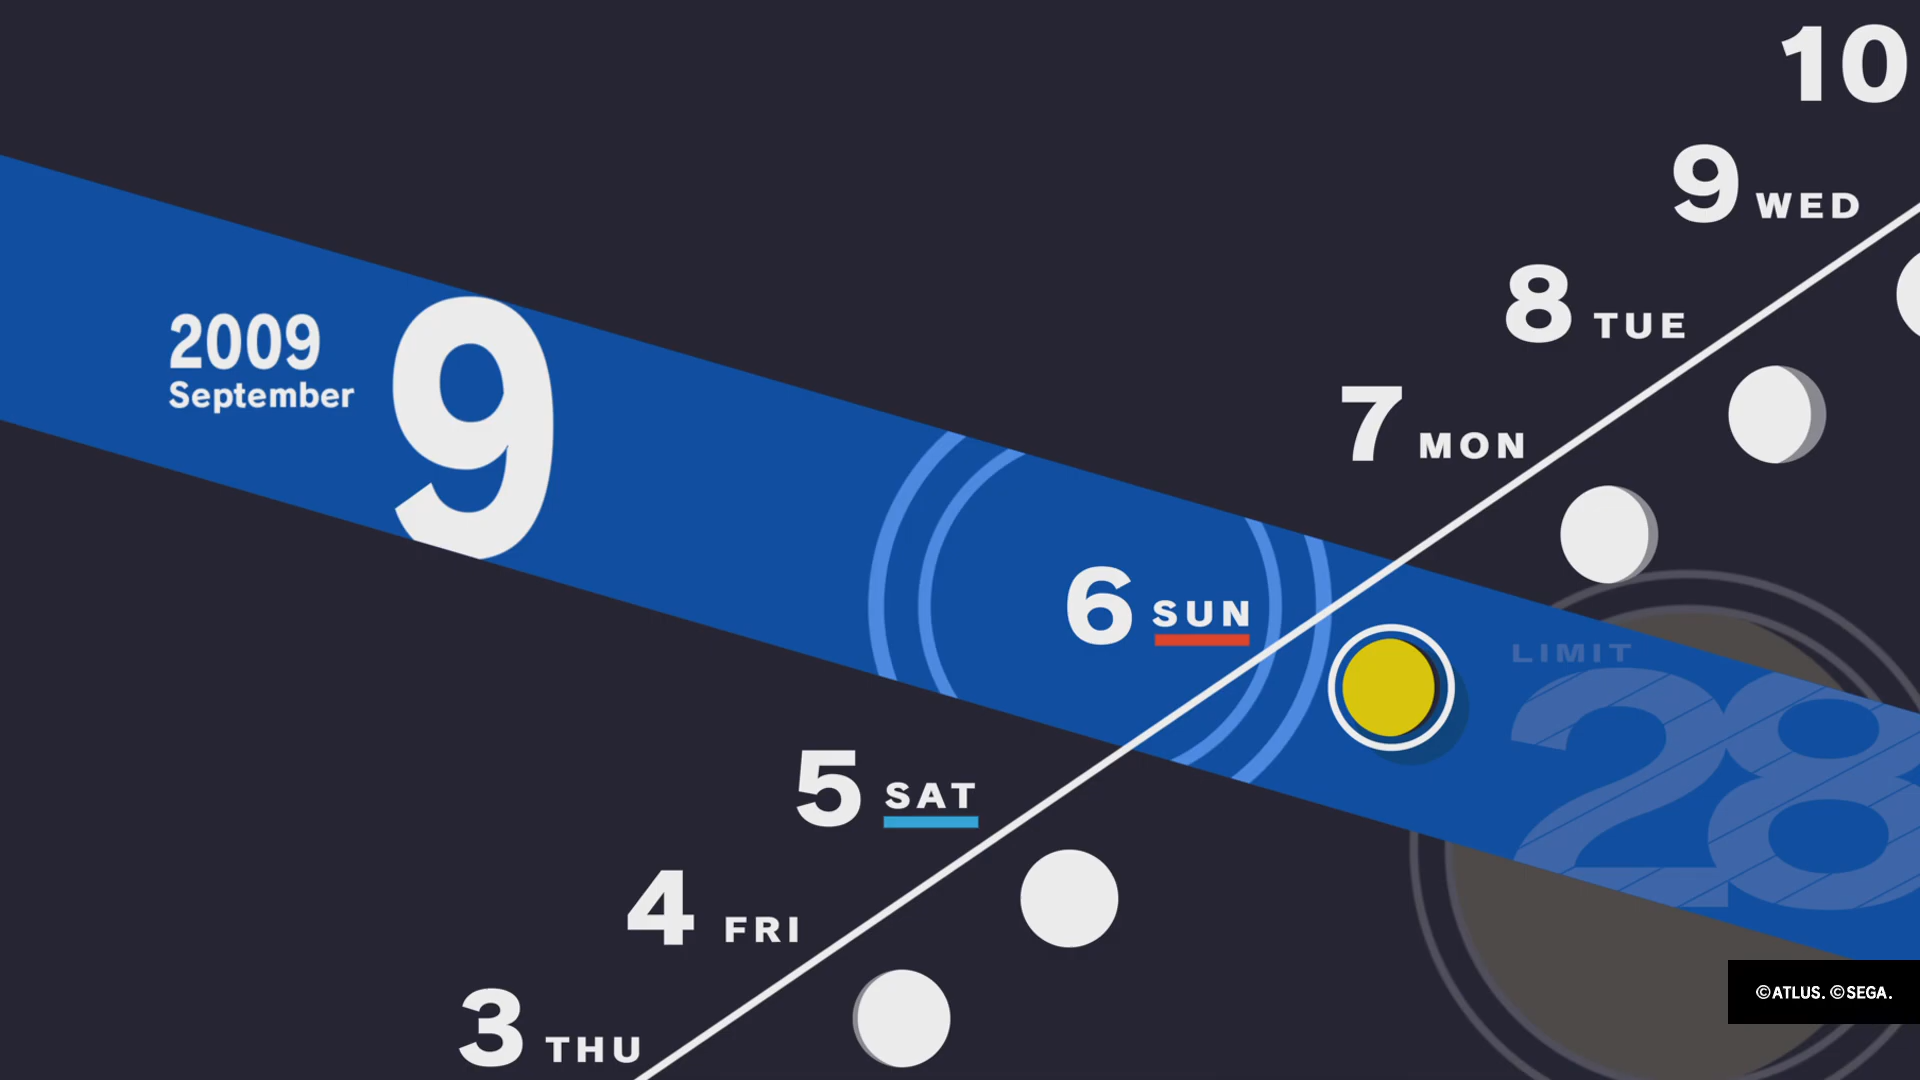 10
9 WED
8 TUE
2009
September
9
7 MON
6 SUN
LIMIT
28
5 SAT
4 FRI
3 THU
©ATLUS. ©SEGA.